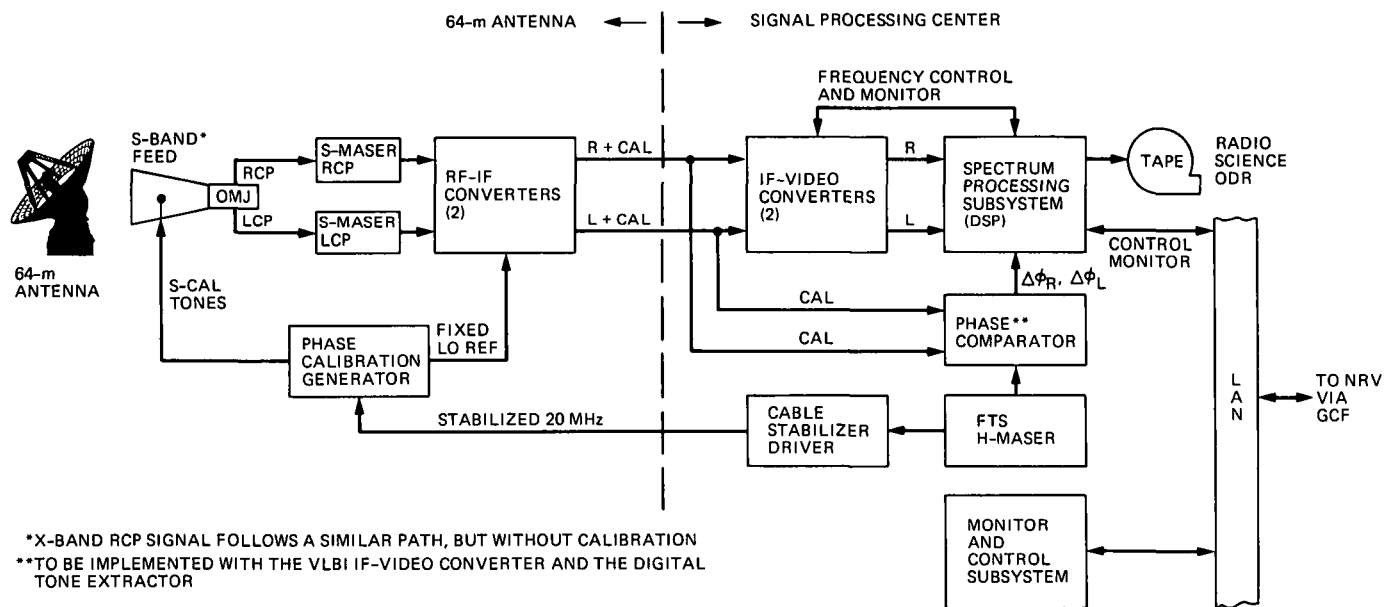 64-m ANTENNA
SIGNAL PROCESSING CENTER
FREQUENCY CONTROL
AND MONITOR
S-BAND*
FEED
RCP
OMJ
LCP
S-MASER
RCP
S-MASER
LCP
RF-IF
CONVERTERS
(2)
R + CAL
L + CAL
IF-VIDEO
CONVERTERS
(2)
R
L
SPECTRUM
PROCESSING
SUBSYSTEM
(DSP)
TAPE
RADIO
SCIENCE
ODR
64-m
ANTENNA
S-CAL
TONES
CONTROL
MONITOR
ΔϕR, ΔϕL
CAL
CAL
PHASE**
COMPARATOR
PHASE
CALIBRATION
GENERATOR
FIXED
LO REF
STABILIZED 20 MHz
CABLE
STABILIZER
DRIVER
FTS
H-MASER
L
A
N
TO NRV
VIA
GCF
MONITOR
AND
CONTROL
SUBSYSTEM
*X-BAND RCP SIGNAL FOLLOWS A SIMILAR PATH, BUT WITHOUT CALIBRATION
**TO BE IMPLEMENTED WITH THE VLBI IF-VIDEO CONVERTER AND THE DIGITAL
TONE EXTRACTOR